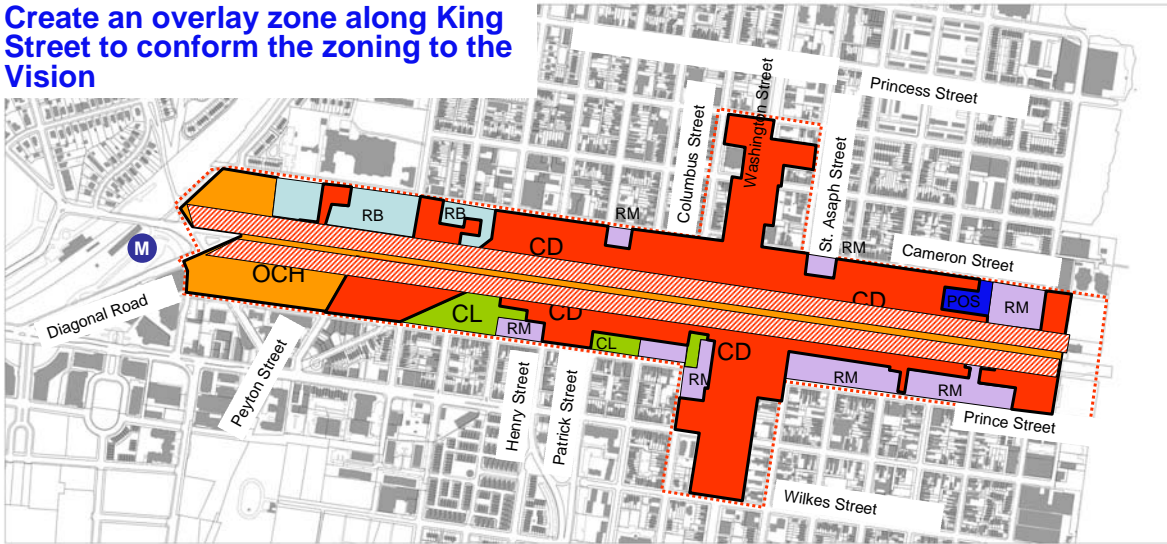 Create an overlay zone along King
Street to conform the zoning to the
Vision
Princess Street
Washington Street
Columbus Street
St. Asaph Street
RM
RB
RB
RM
Cameron Street
CD
M
OCH
CD
POS
RM
Diagonal Road
CL
CD
RM
CL
CD
RM
RM
RM
Peyton Street
Henry Street
Patrick Street
Prince Street
Wilkes Street